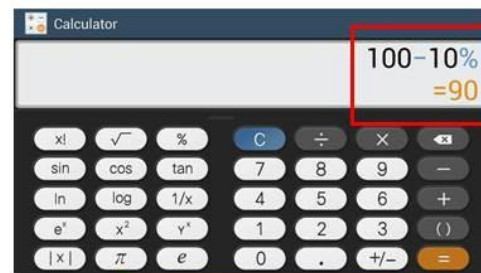 Calculator
100−10%
=90
x! √ % C ÷ ×
sin cos tan 7 8 9 −
ln log 1/x 4 5 6 +
eˣ x² yˣ 1 2 3 ()
|x| π e 0 . +/− =